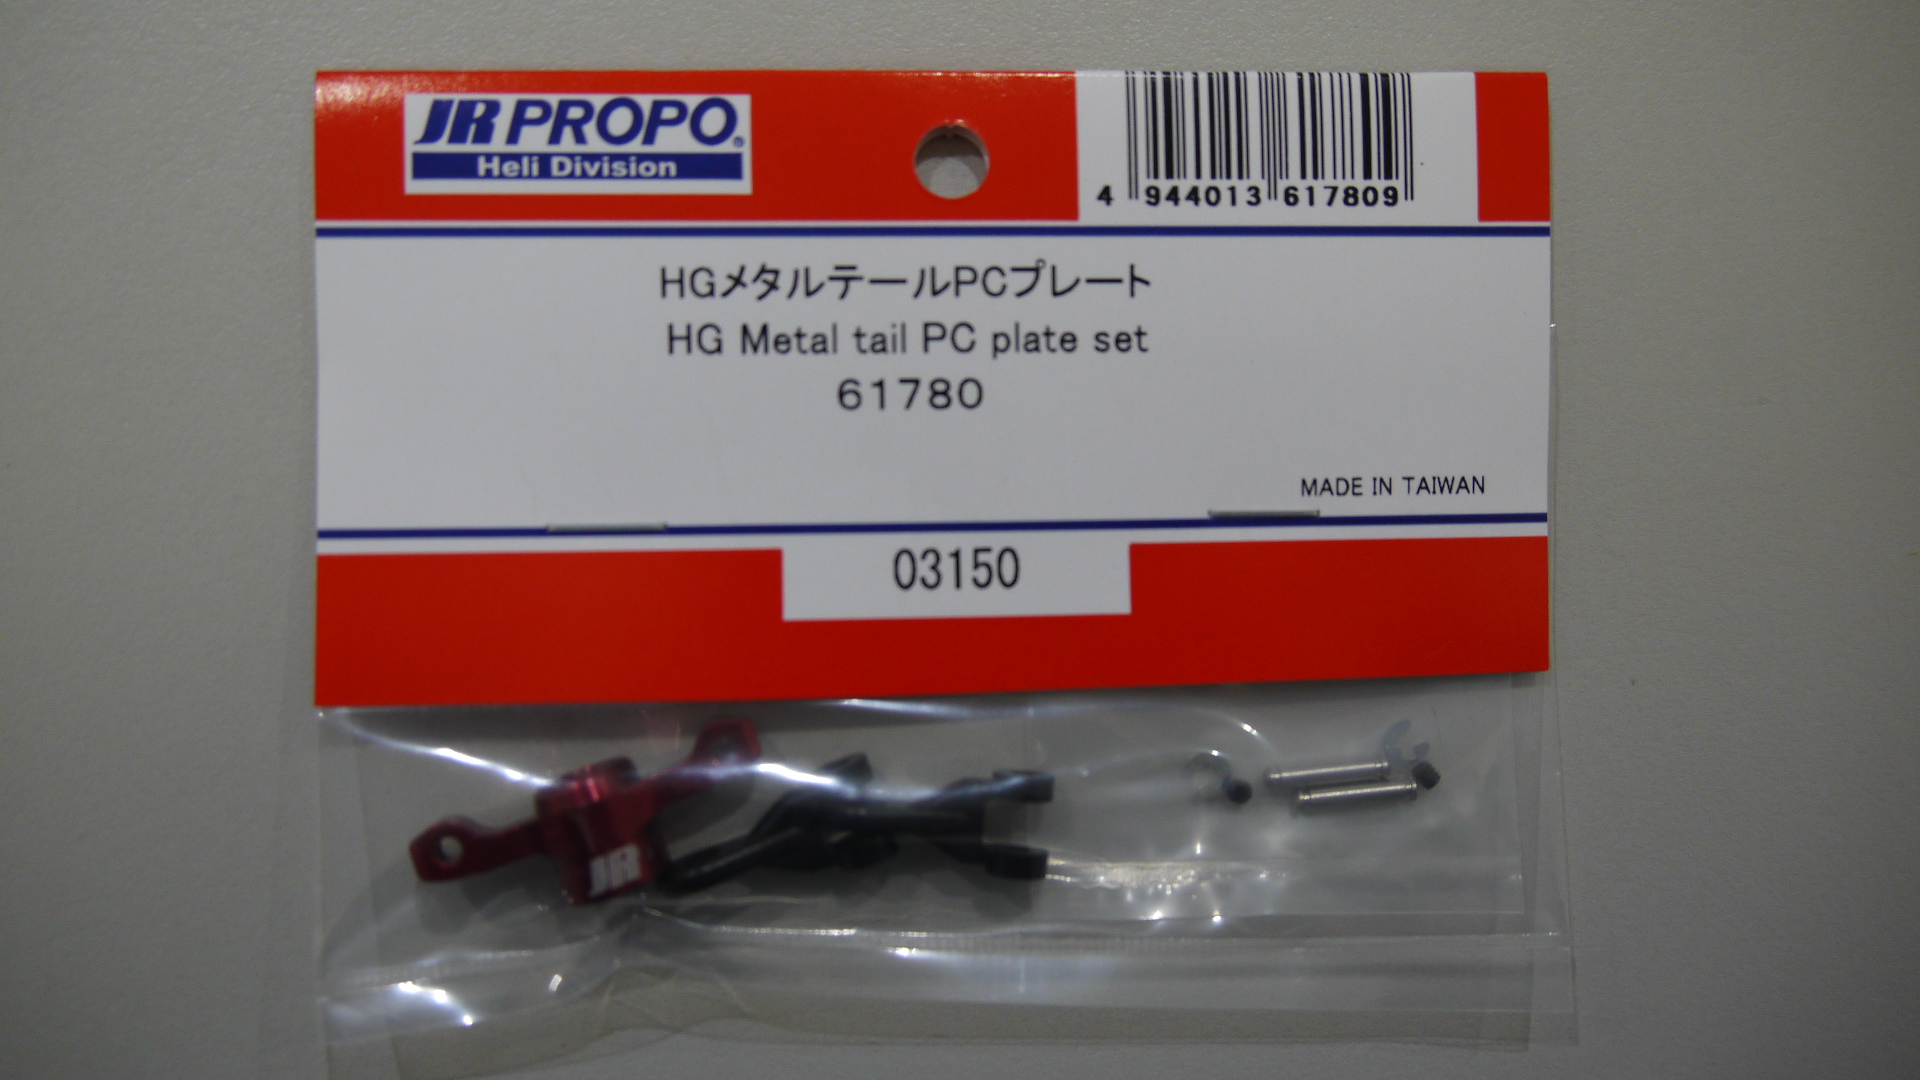 JR PROPO®
Heli Division
4 944013 617809
HGメタルテールPCプレート
HG Metal tail PC plate set
61780
MADE IN TAIWAN
03150
JR